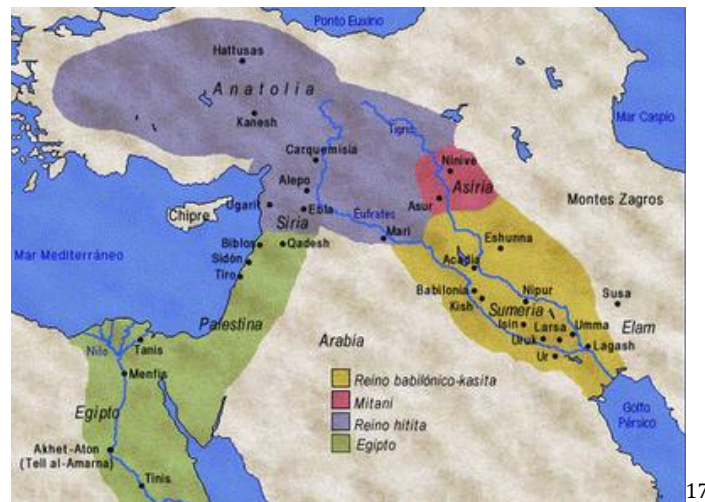 Ponto Euxino
Hattusas
Anatolia
Mar Caspio
Kanesh
Tigris
Carquemisia
Ninive
Alepo
Asiria
Montes Zagros
Ugarit
Ebla
Asur
Chipre
Siria
Éufrates
Mari
Biblos
Qadesh
Eshunna
Mar Mediterráneo
Sidón
Acadia
Tiro
Babilonia
Nipur
Susa
Kish
Sumeria
Palestina
Isin
Larsa
Umma
Elam
Arabia
Uruk
Lagash
Nilo
Tanis
Ur
Menfis
Reino babilónico-kasita
Mitani
Egipto
Reino hitita
Golfo
Pérsico
Egipto
Akhet-Aton
(Tell al-Amarna)
Tinis
17